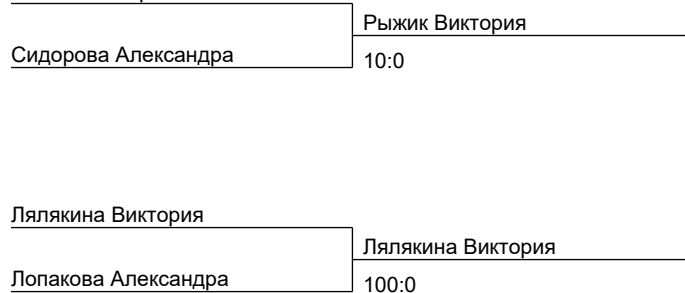 Рыжик Виктория
Сидорова Александра
10:0
Лялякина Виктория
Лялякина Виктория
Лопакова Александра
100:0